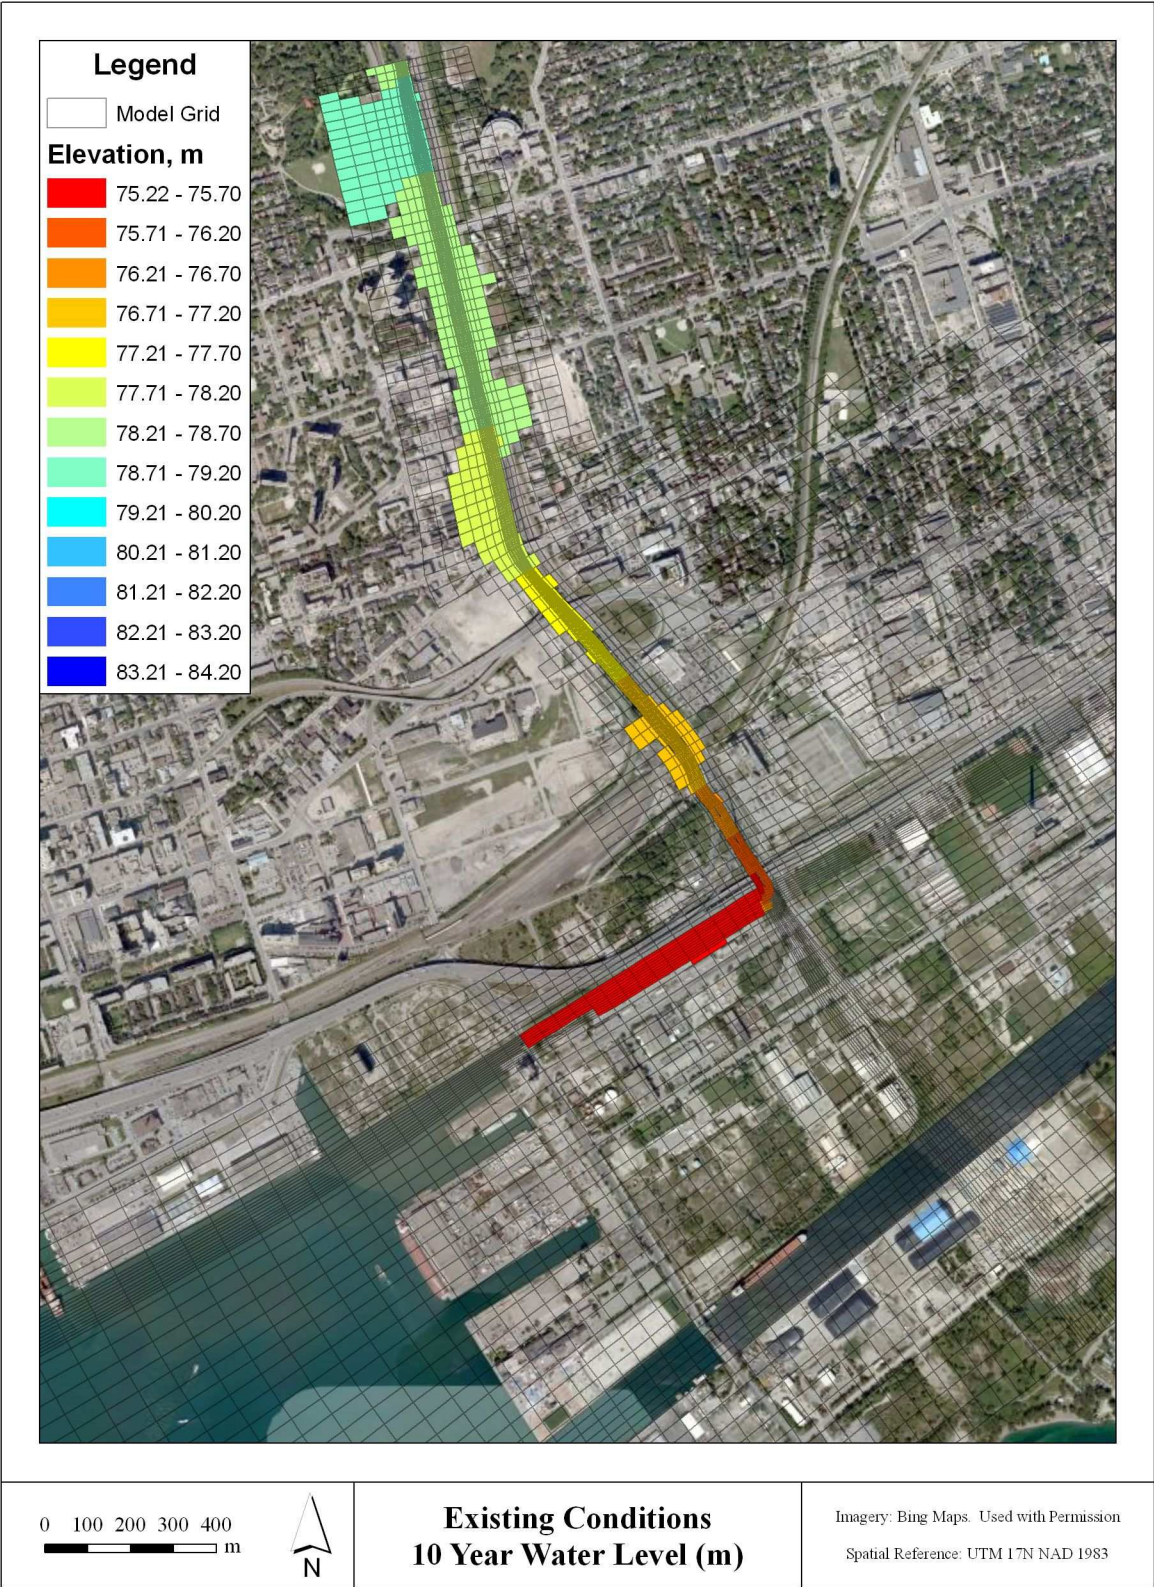 Legend
Model Grid
Elevation, m
75.22 - 75.70
75.71 - 76.20
76.21 - 76.70
76.71 - 77.20
77.21 - 77.70
77.71 - 78.20
78.21 - 78.70
78.71 - 79.20
79.21 - 80.20
80.21 - 81.20
81.21 - 82.20
82.21 - 83.20
83.21 - 84.20
0 100 200 300 400
m
N
Existing Conditions
10 Year Water Level (m)
Imagery: Bing Maps. Used with Permission
Spatial Reference: UTM 17N NAD 1983